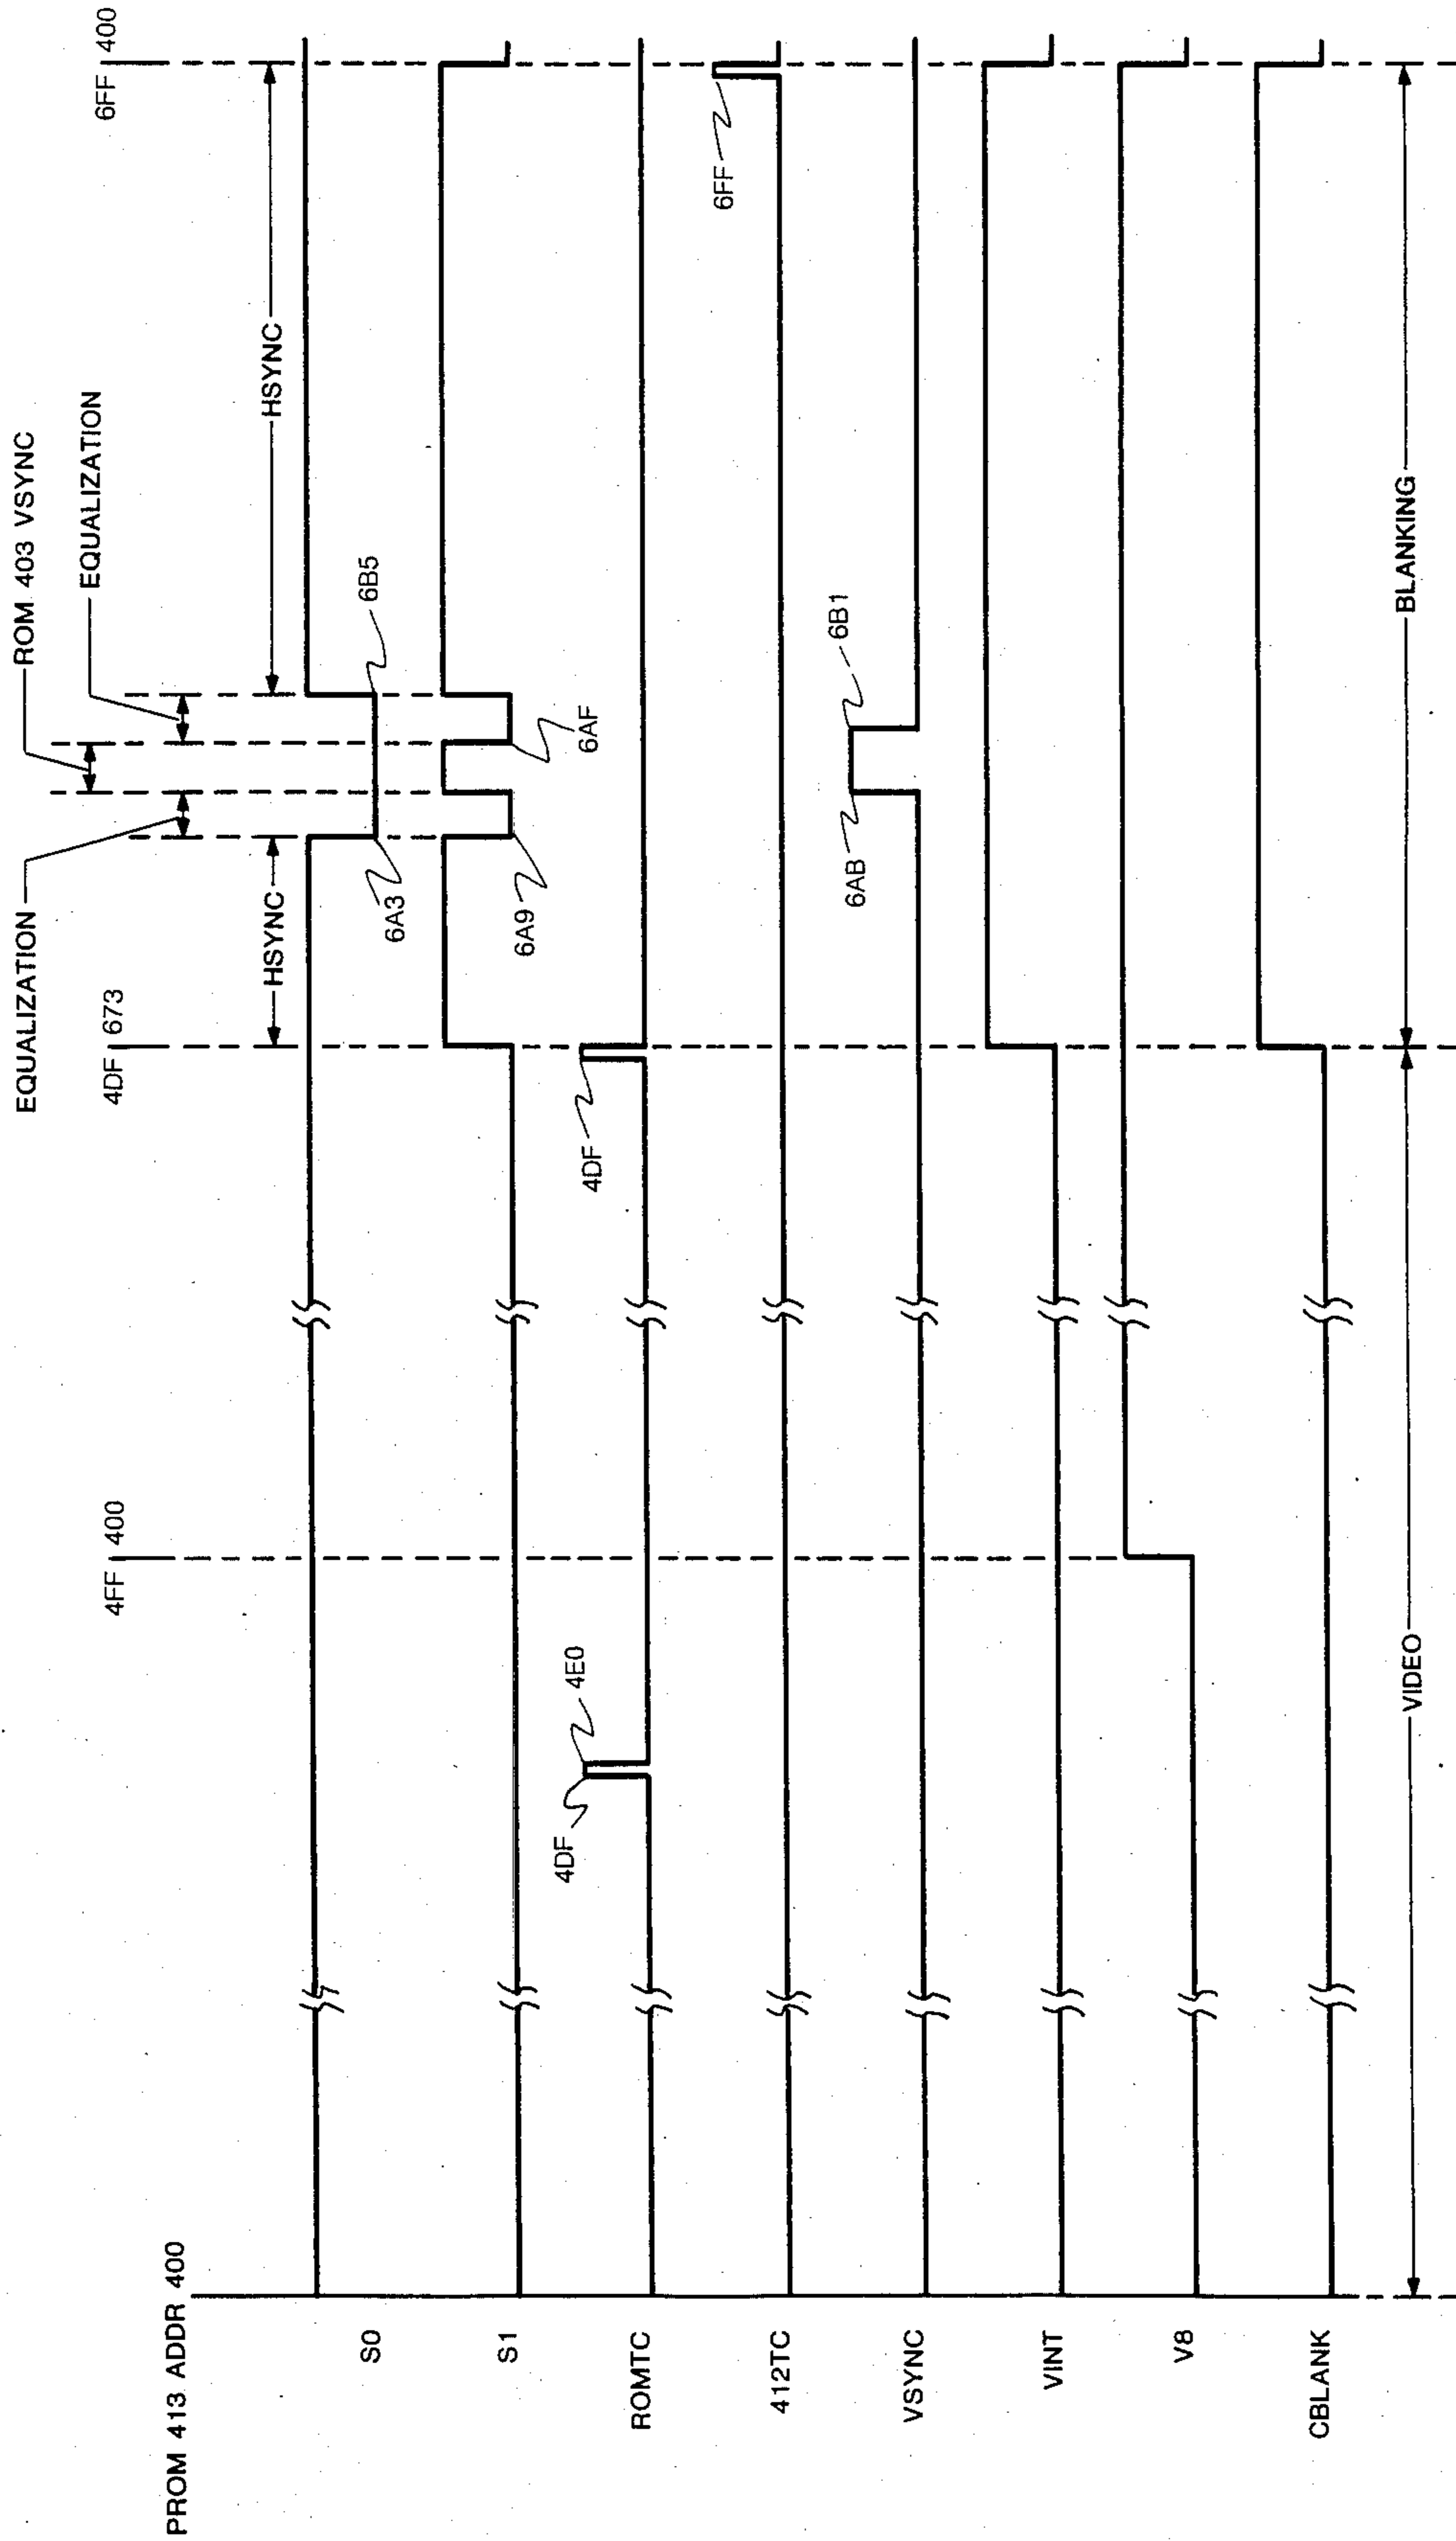 ROM 403 VSYNC
EQUALIZATION
EQUALIZATION
PROM 413 ADDR 400
4FF 400
4DF 673
6FF 400
HSYNC
HSYNC
S0
6A3
6B5
S1
6A9
6AF
ROMTC
4DF
4E0
4DF
412TC
6FF
VSYNC
6AB
6B1
VINT
V8
CBLANK
VIDEO
BLANKING